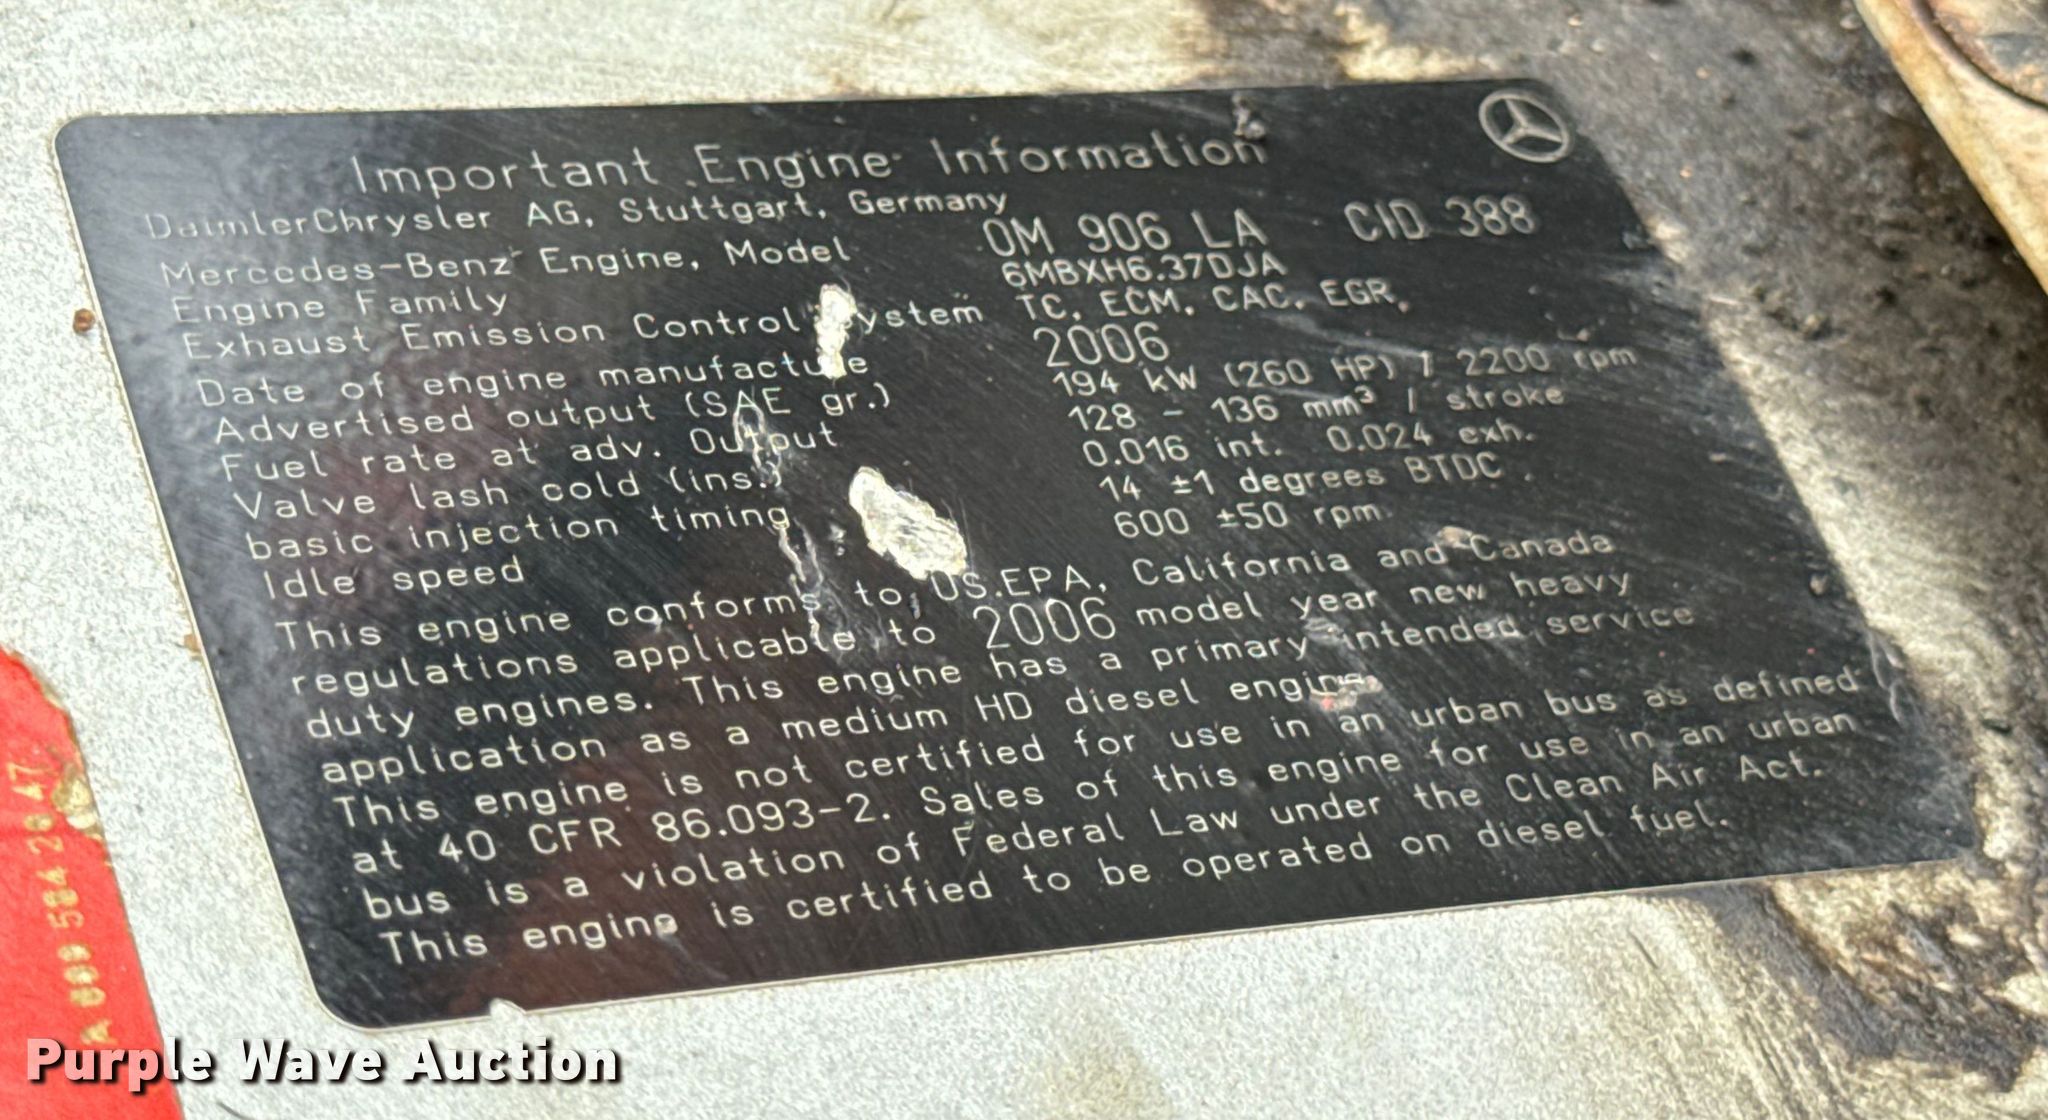 Important Engine Information
DaimlerChrysler AG, Stuttgart, Germany
Mercedes-Benz Engine, Model OM 906 LA CID 388
Engine Family 6MBXH6.37DJA
Exhaust Emission Control System TC, ECM, CAC, EGR,
Date of engine manufacture 2006
Advertised output (SAE gr.) 194 kW (260 HP) / 2200 rpm
Fuel rate at adv. Output 128 - 136 mm³ / stroke
Valve lash cold (ins.) 0.016 int. 0.024 exh.
basic injection timing 14 ±1 degrees BTDC
Idle speed 600 ±50 rpm
This engine conforms to US.EPA, California and Canada
regulations applicable to 2006 model year new heavy
duty engines. This engine has a primary intended service
application as a medium HD diesel engine.
This engine is not certified for use in an urban bus as defined
at 40 CFR 86.093-2. Sales of this engine for use in an urban
bus is a violation of Federal Law under the Clean Air Act.
This engine is certified to be operated on diesel fuel.
A 009 584 20 47
Purple Wave Auction